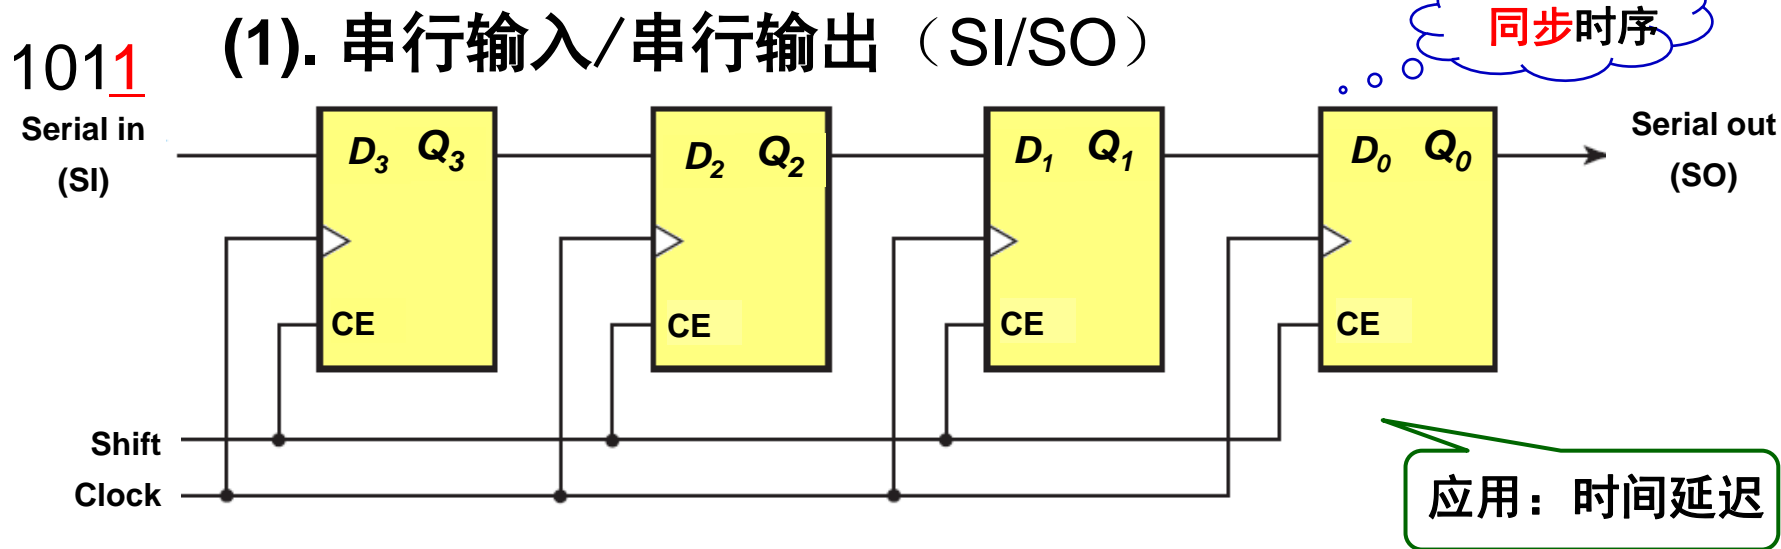 (1). 串行输入/串行输出（SI/SO）
同步时序
1011
Serial in
(SI)
D3 Q3
D2 Q2
D1 Q1
D0 Q0
Serial out
(SO)
CE
CE
CE
CE
Shift
Clock
应用：时间延迟